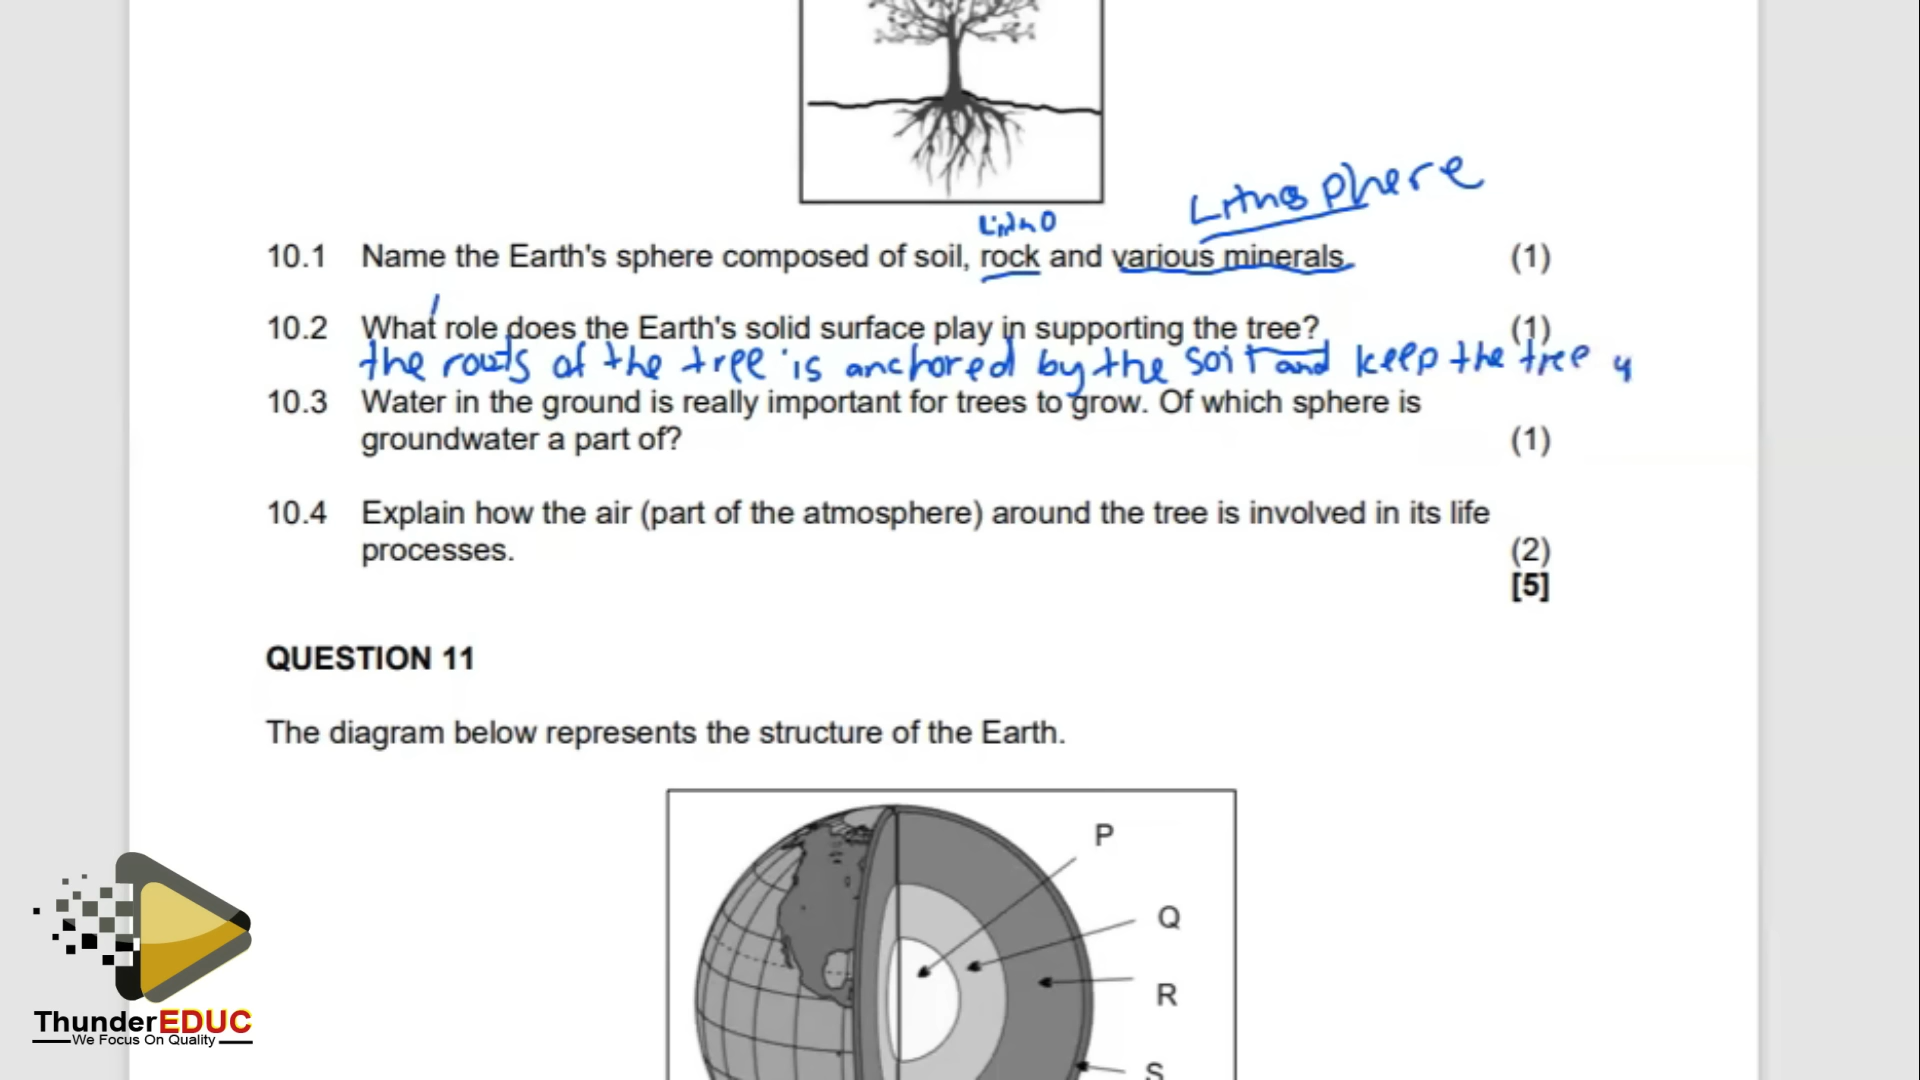 Lithosphere
Litho
10.1 Name the Earth's sphere composed of soil, rock and various minerals. (1)
10.2 What role does the Earth's solid surface play in supporting the tree? (1)
the roots of the tree is anchored by the soil and keep the tree
10.3 Water in the ground is really important for trees to grow. Of which sphere is
groundwater a part of? (1)
10.4 Explain how the air (part of the atmosphere) around the tree is involved in its life
processes. (2)
[5]
QUESTION 11
The diagram below represents the structure of the Earth.
P
Q
R
S
ThunderEDUC
We Focus On Quality